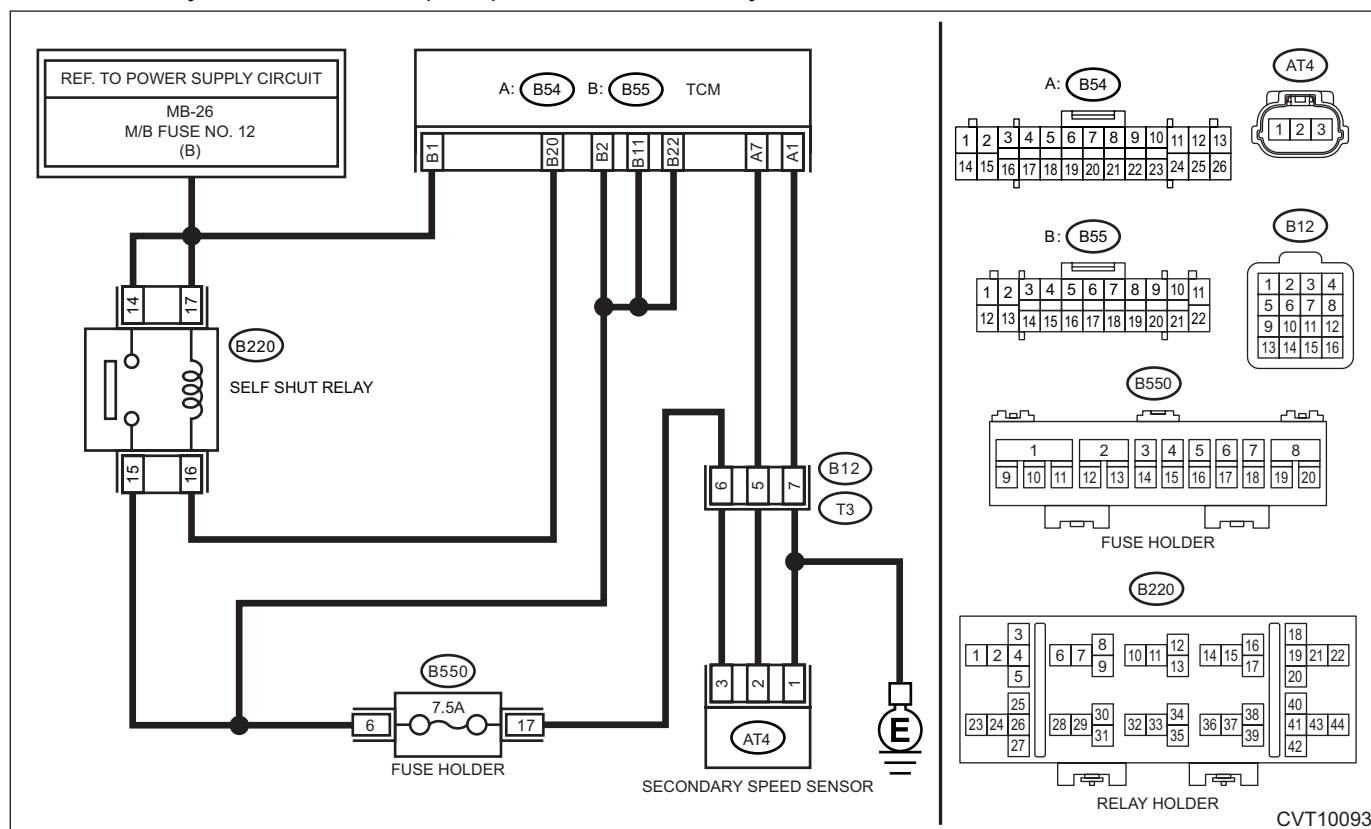 REF. TO POWER SUPPLY CIRCUIT
MB-26
M/B FUSE NO. 12
(B)
A: B54 B: B55 TCM
B1 B20 B2 B11 B22 A7 A1
14 17
B220
SELF SHUT RELAY
15 16
6 5 7
B12
T3
B550
7.5A
6 17
FUSE HOLDER
3 2 1
AT4
SECONDARY SPEED SENSOR
E
A: B54
1 2 3 4 5 6 7 8 9 10 11 12 13
14 15 16 17 18 19 20 21 22 23 24 25 26
AT4
1 2 3
B: B55
1 2 3 4 5 6 7 8 9 10 11
12 13 14 15 16 17 18 19 20 21 22
B12
1 2 3 4
5 6 7 8
9 10 11 12
13 14 15 16
B550
1 2 3 4 5 6 7 8
9 10 11 12 13 14 15 16 17 18 19 20
FUSE HOLDER
B220
3 8 12 16 18
1 2 4 6 7 10 11 14 15 19 21 22
5 9 13 17 20
25 30 34 38 40
23 24 26 28 29 32 33 36 37 41 43 44
27 31 35 39 42
RELAY HOLDER
CVT10093